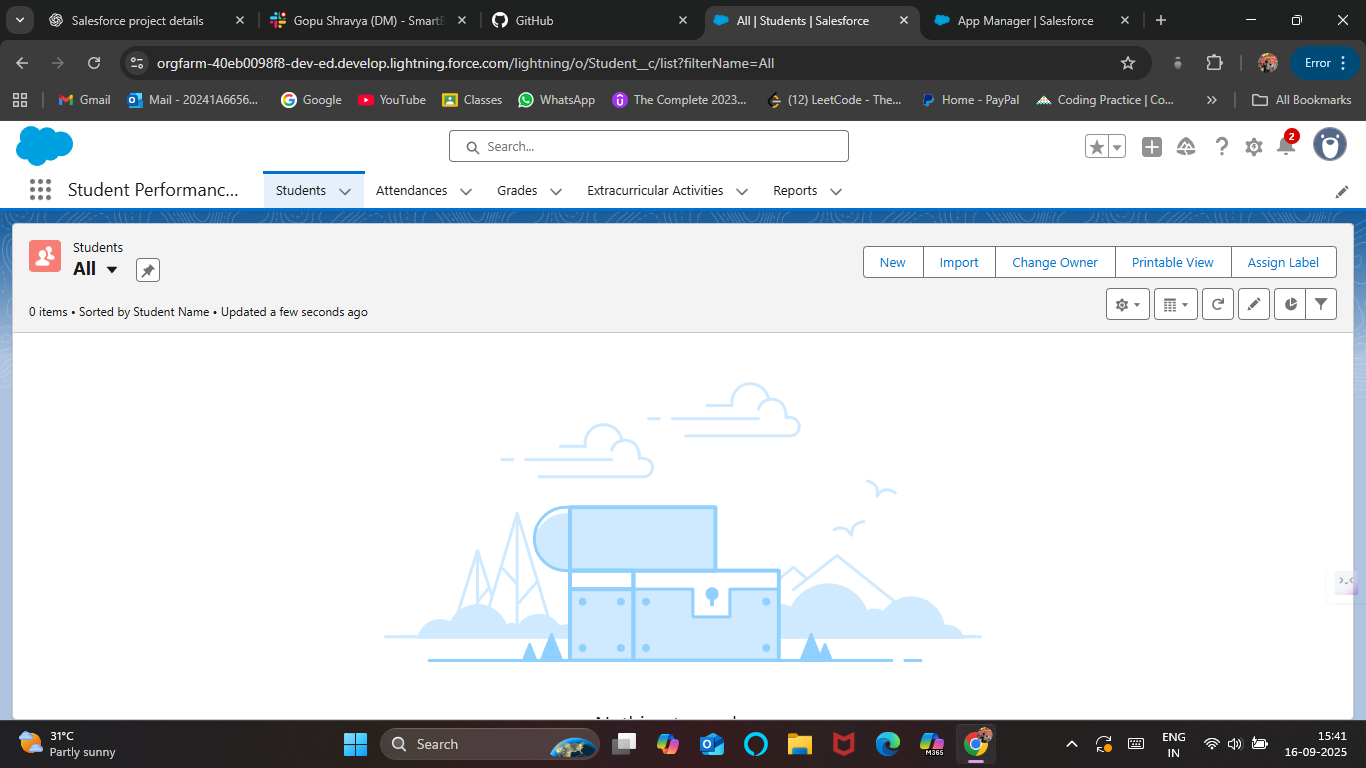 Salesforce project details
Gopu Shravya (DM) - SmartB
GitHub
All | Students | Salesforce
App Manager | Salesforce
orgfarm-40eb0098f8-dev-ed.develop.lightning.force.com/lightning/o/Student__c/list?filterName=All
Error
Gmail
Mail - 20241A6656...
Google
YouTube
Classes
WhatsApp
The Complete 2023...
(12) LeetCode - The...
Home - PayPal
Coding Practice | Co...
All Bookmarks
Search...
2
Student Performanc...
Students
Attendances
Grades
Extracurricular Activities
Reports
Students
All
New
Import
Change Owner
Printable View
Assign Label
0 items • Sorted by Student Name • Updated a few seconds ago
31°C
Partly sunny
Search
M365
ENG
IN
15:41
16-09-2025